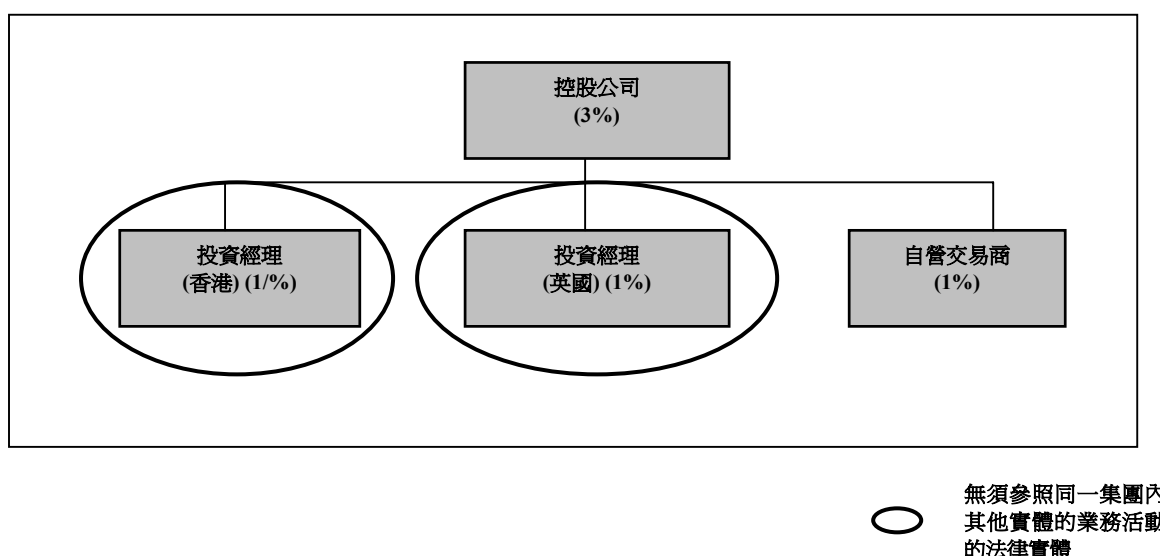 控股公司
(3%)
投資經理
(香港) (1/%)
投資經理
(英國) (1%)
自營交易商
(1%)
無須參照同一集團內
其他實體的業務活動
的法律實體